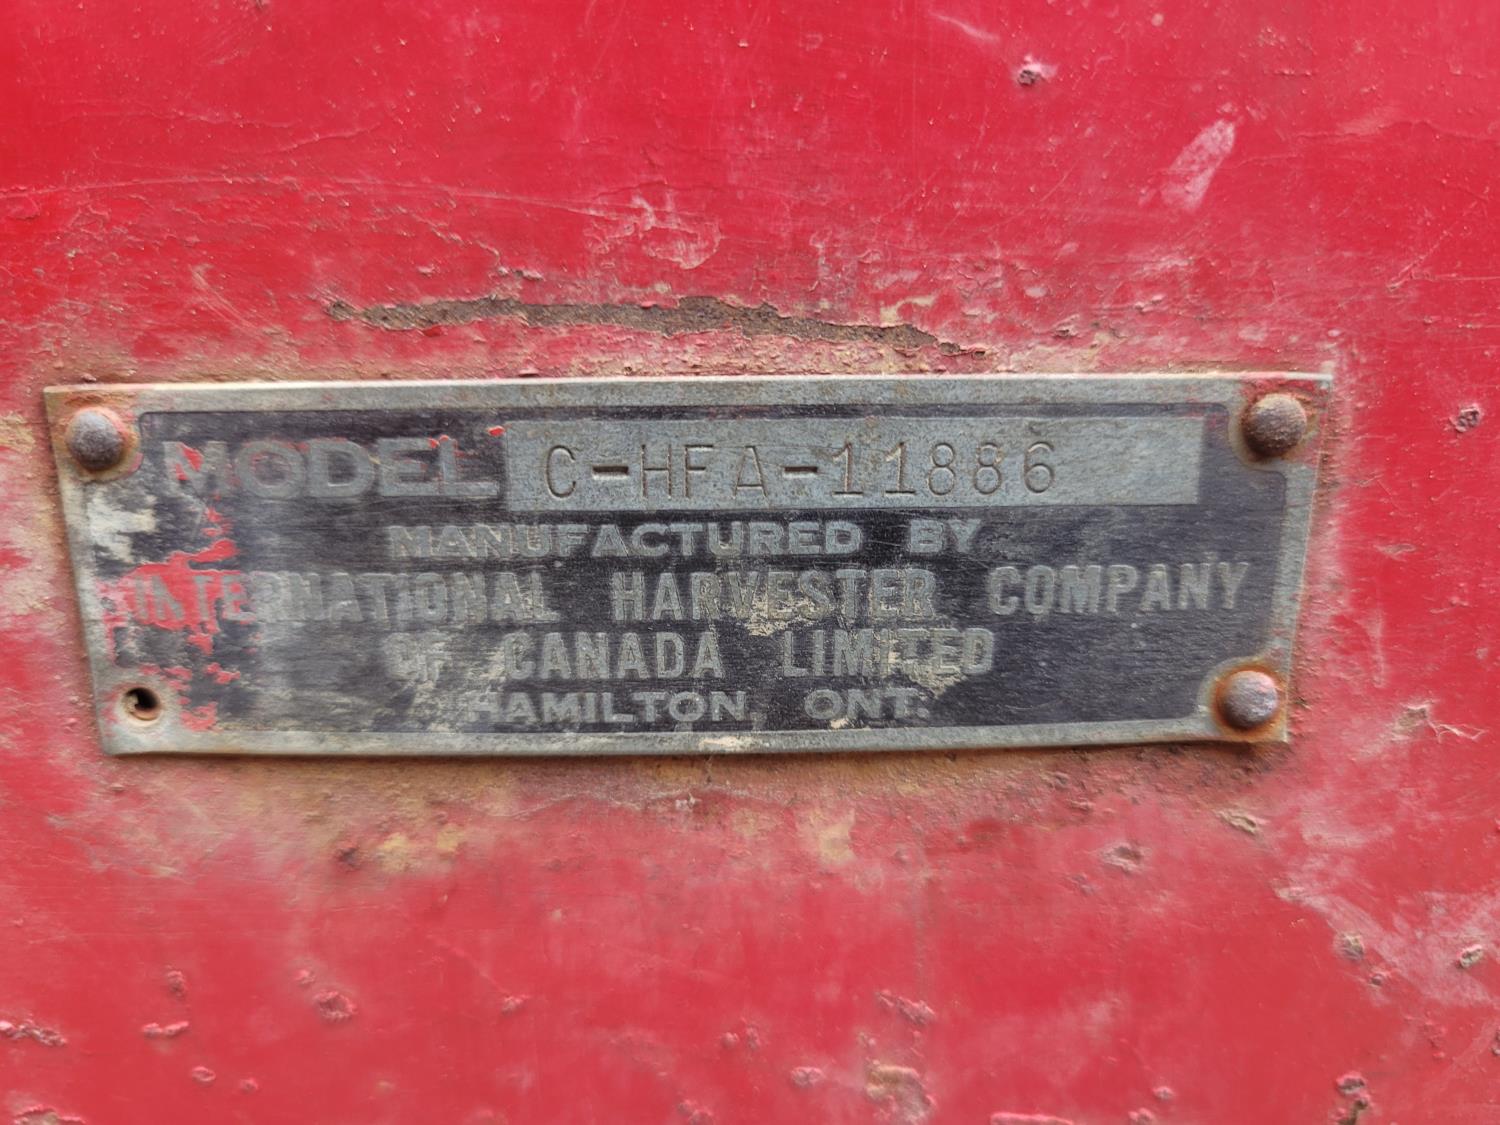 MODEL C-HFA-11886
MANUFACTURED BY
INTERNATIONAL HARVESTER COMPANY
OF CANADA LIMITED
HAMILTON, ONT.